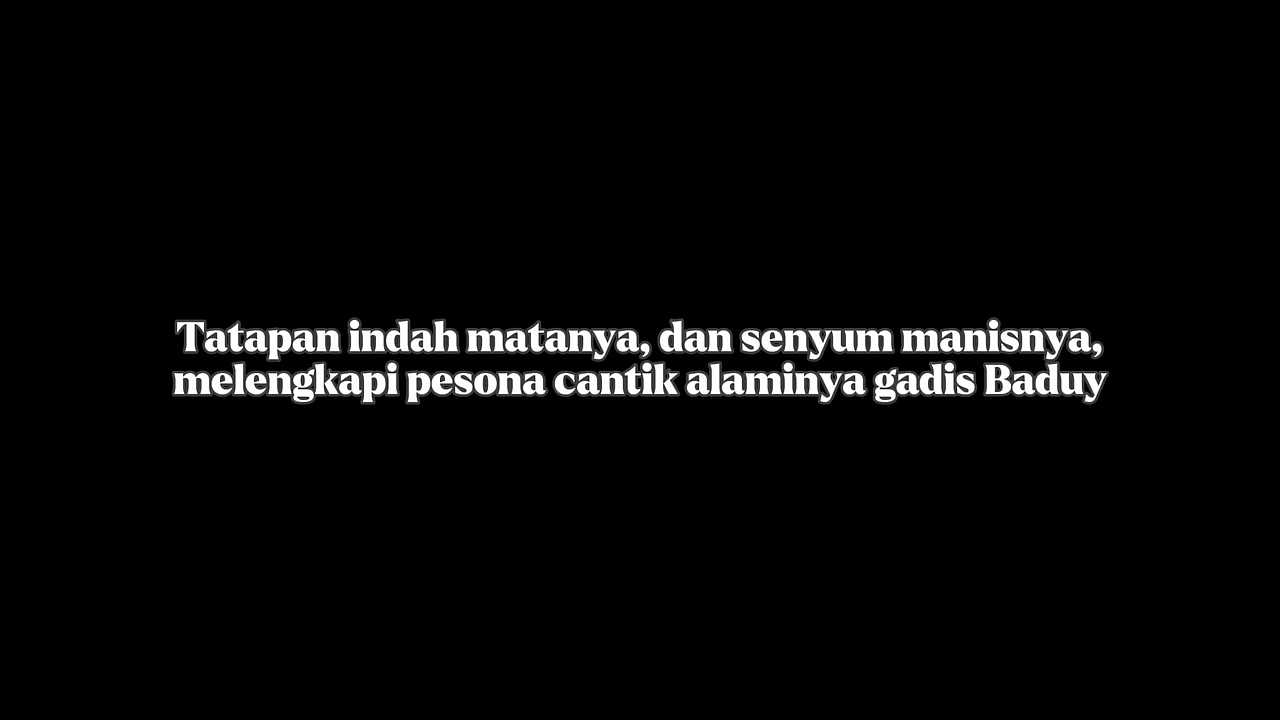 Tatapan indah matanya, dan senyum manisnya,
melengkapi pesona cantik alaminya gadis Baduy